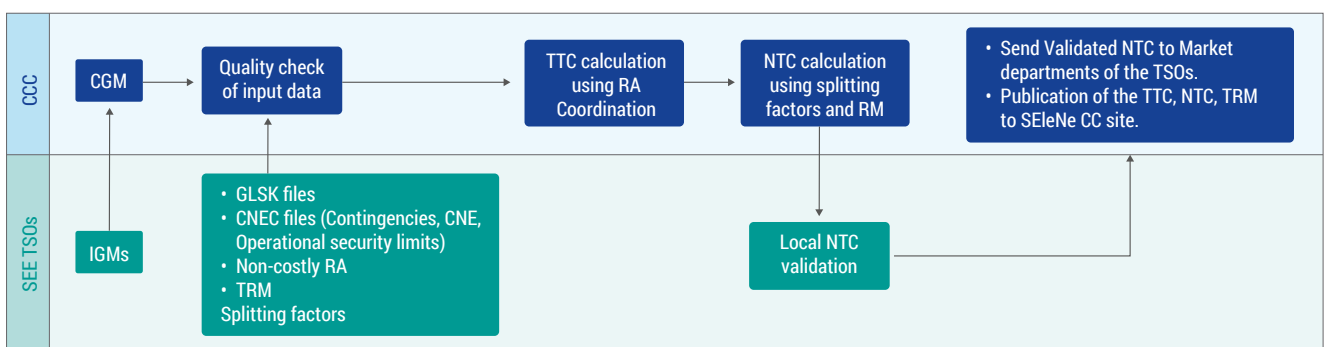 CCC
CGM
Quality check
of input data
TTC calculation
using RA
Coordination
NTC calculation
using splitting
factors and RM
• Send Validated NTC to Market
departments of the TSOs.
• Publication of the TTC, NTC, TRM
to SEleNe CC site.
SEE TSOs
IGMs
• GLSK files
• CNEC files (Contingencies, CNE,
Operational security limits)
• Non-costly RA
• TRM
Splitting factors
Local NTC
validation